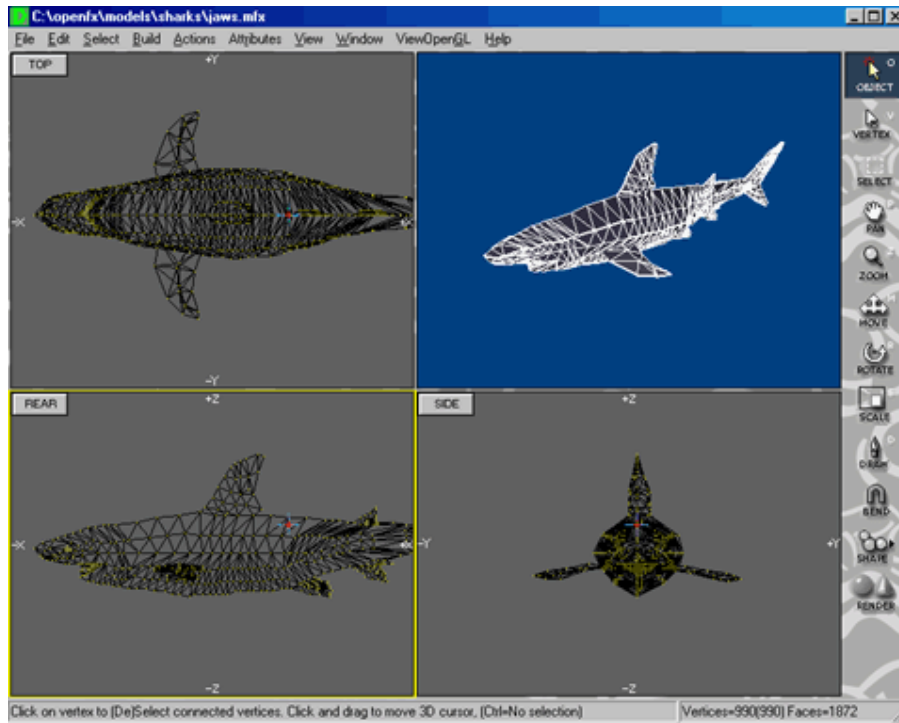 C:\openfx\models\sharks\jaws.mfx
File Edit Select Build Actions Attributes View Window ViewOpenGL Help
TOP
+Y
-X
-Y
REAR
+Z
-X
-Z
SIDE
+Z
-Y
+Y
-Z
O
OBJECT
V
VERTEX
SELECT
PAN
ZOOM
MOVE
ROTATE
SCALE
DRAW
BEND
SHAPE
RENDER
Click on vertex to (De)Select connected vertices. Click and drag to move 3D cursor, (Ctrl=No selection)
Vertices=990(990) Faces=1872